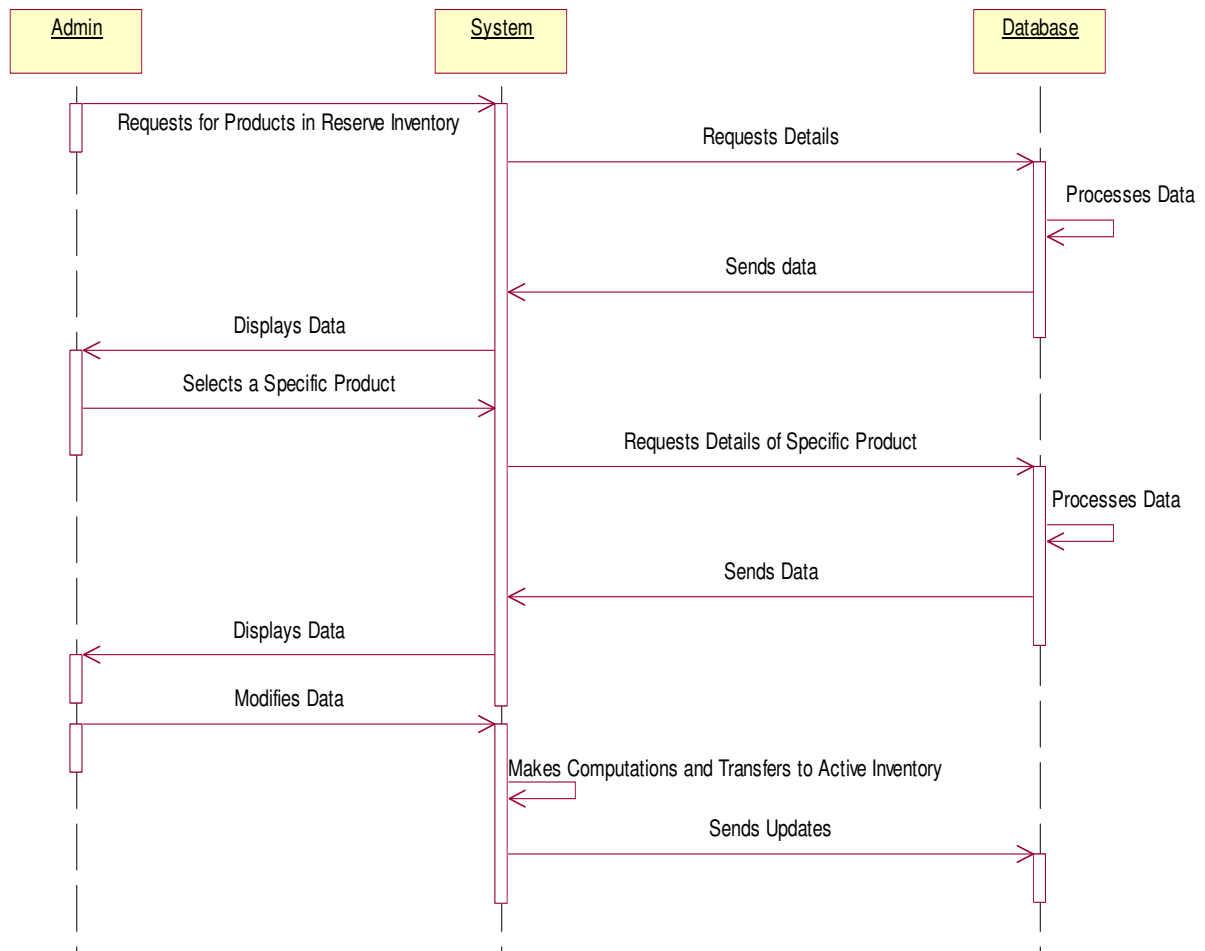 Admin
System
Database
Requests for Products in Reserve Inventory
Requests Details
Processes Data
Sends data
Displays Data
Selects a Specific Product
Requests Details of Specific Product
Processes Data
Sends Data
Displays Data
Modifies Data
Makes Computations and Transfers to Active Inventory
Sends Updates